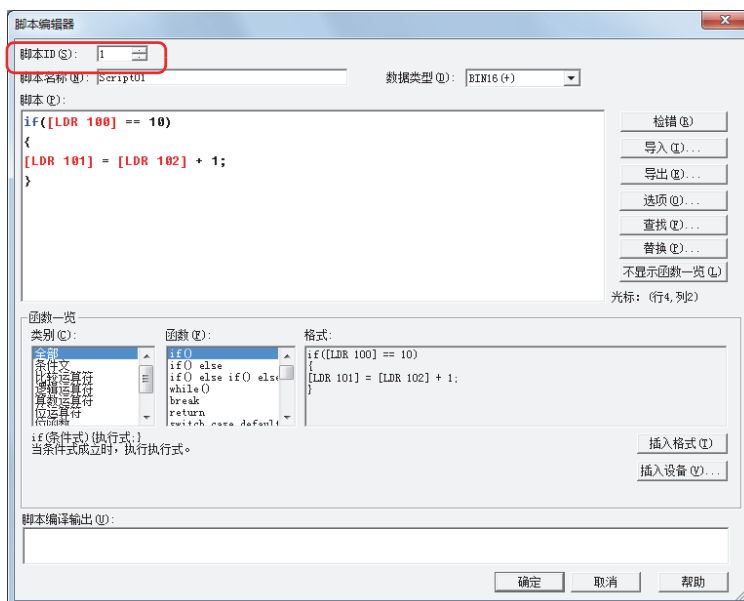 脚本编辑器
脚本ID(S): 1
脚本名称(N): Script01 数据类型(D): BIN16(+)
脚本(P):
if([LDR 100] == 10)
{
[LDR 101] = [LDR 102] + 1;
}
检错(R)
导入(I)...
导出(E)...
选项(O)...
查找(F)...
替换(P)...
不显示函数一览(L)
光标: (行4,列2)
函数一览
类别(C): 函数(F): 格式:
全部
条件文
比较运算符
逻辑运算符
算数运算符
位运算符
位函数
if()
if() else
if() else if() else
while()
break
return
switch case default
if([LDR 100] == 10)
{
[LDR 101] = [LDR 102] + 1;
}
if(条件式){执行式;}
当条件式成立时，执行执行式。
插入格式(T)
插入设备(V)...
脚本编译输出(U):
确定 取消 帮助